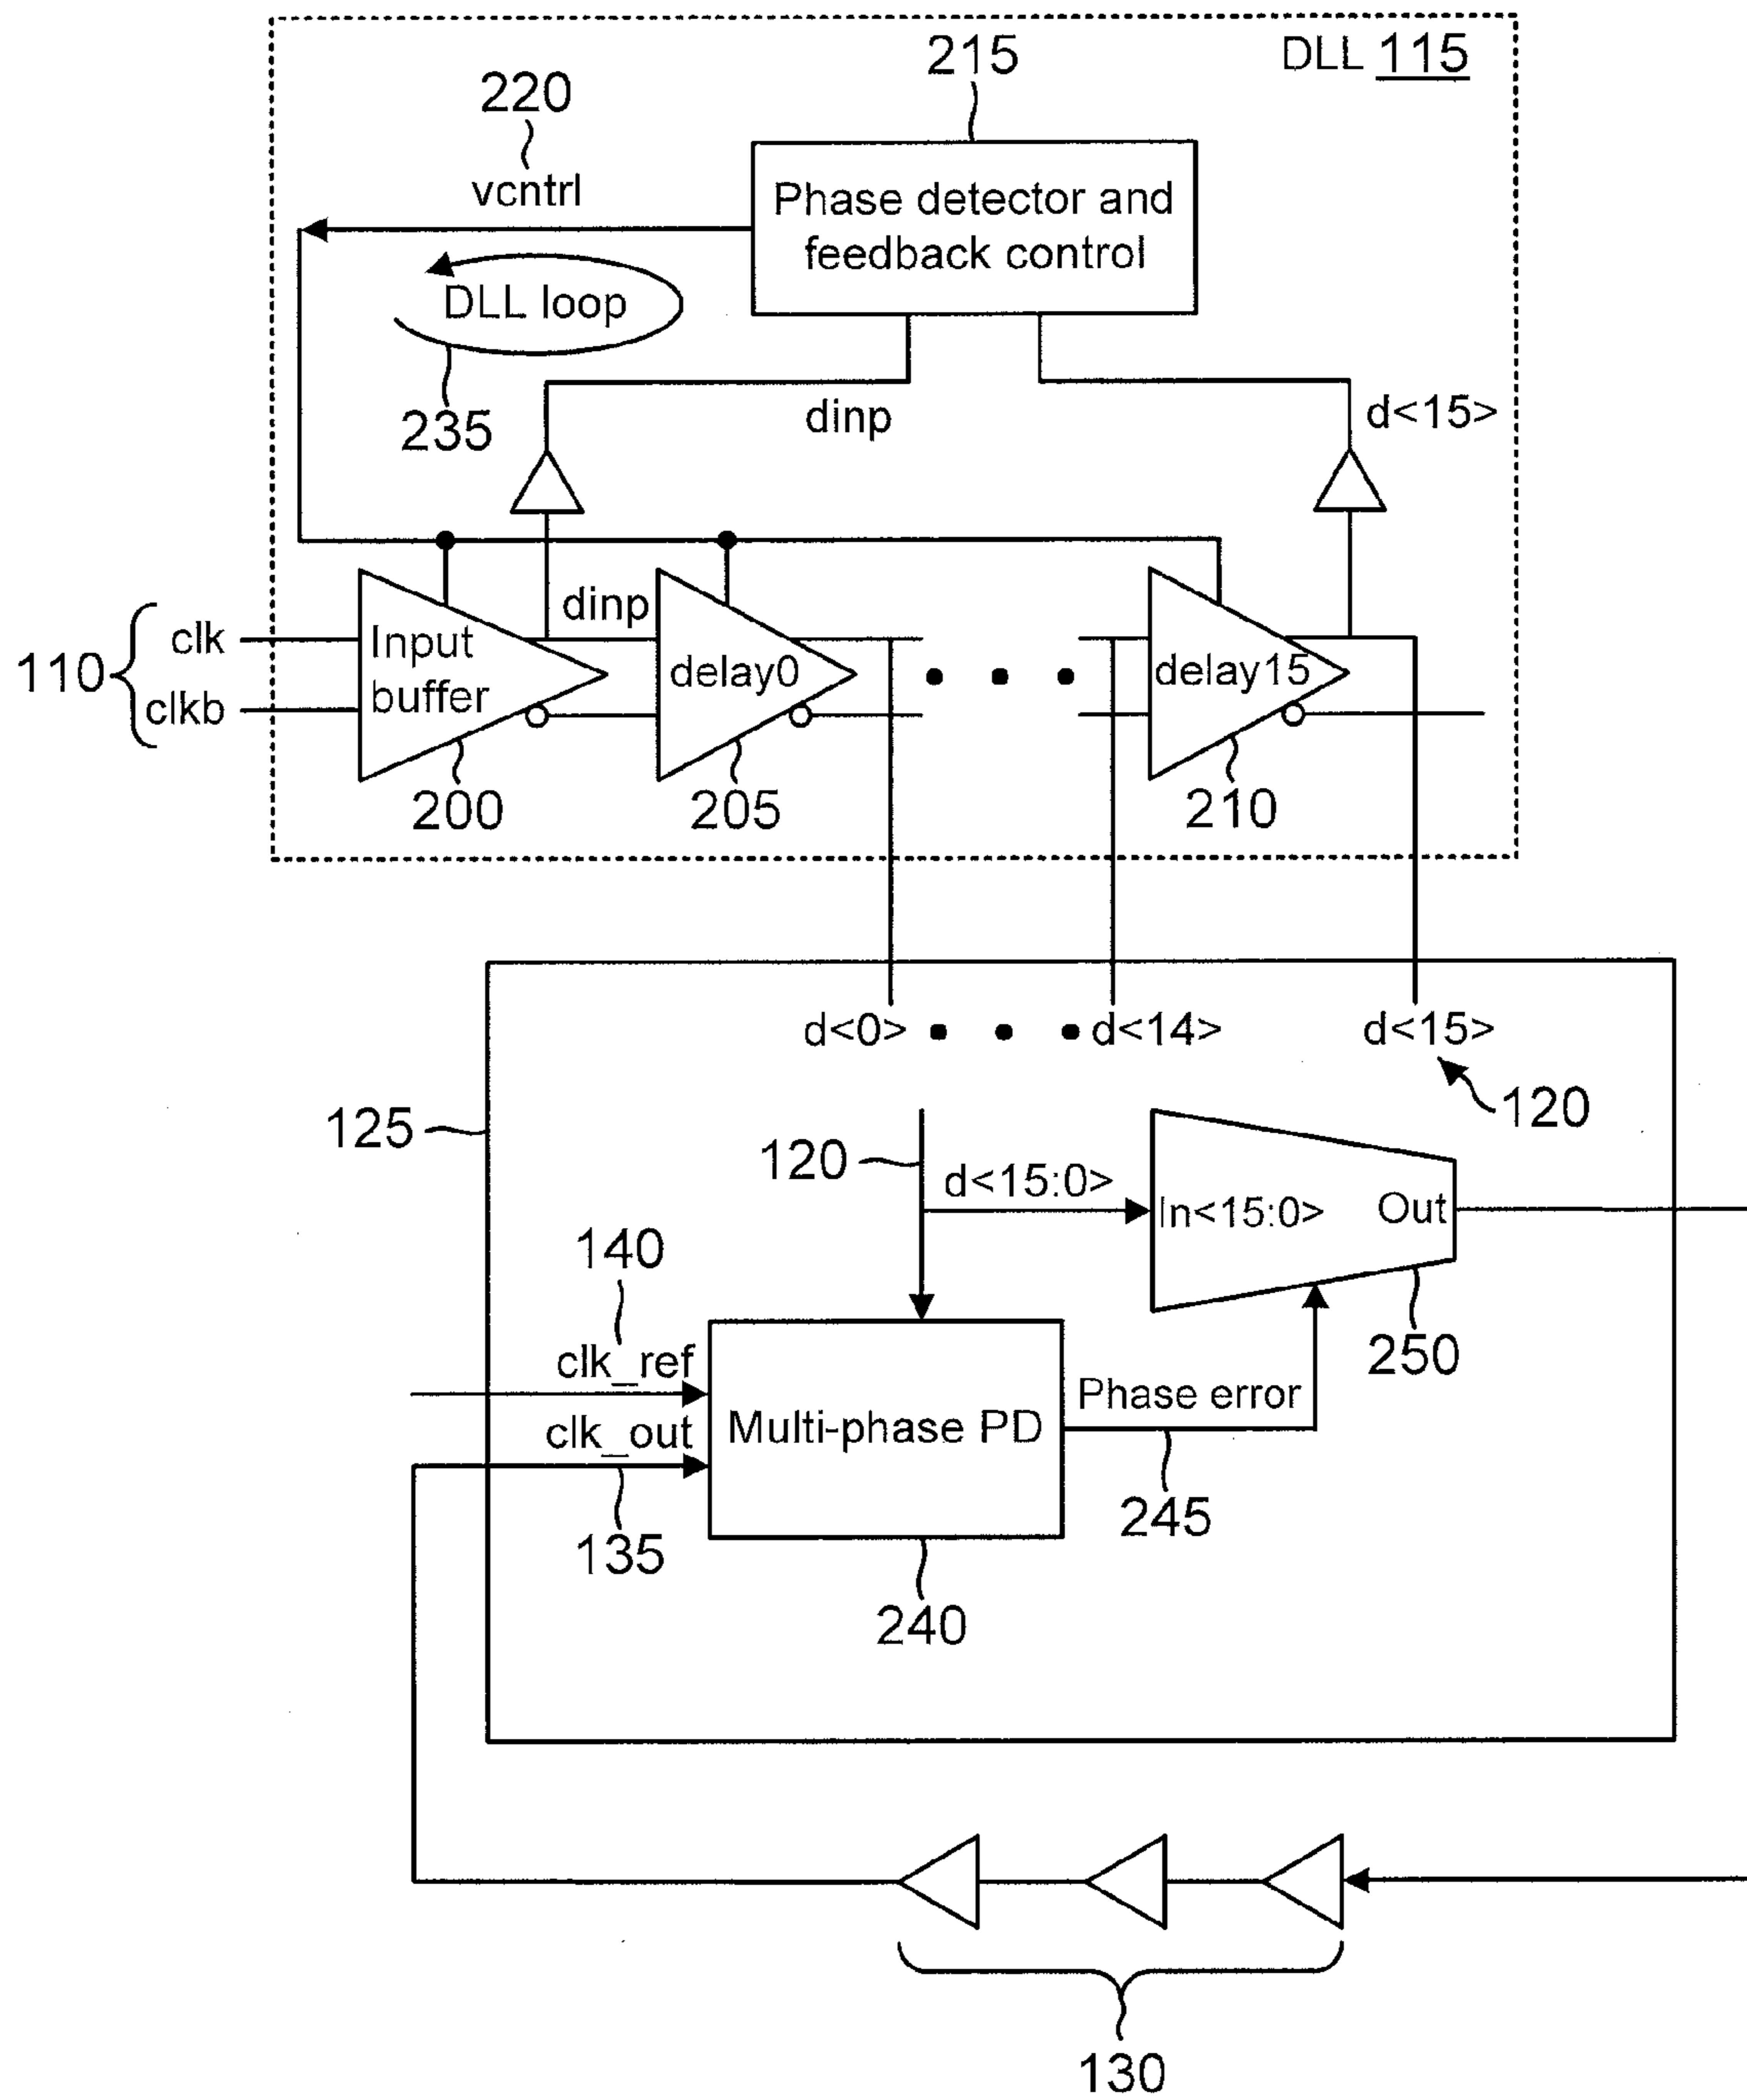 DLL 115
215
220
vcntrl
Phase detector and
feedback control
DLL loop
235
dinp
d<15>
110
clk
clkb
Input
buffer
dinp
delay0
delay15
200
205
210
d<0>
d<14>
d<15>
120
125
120
d<15:0>
In<15:0>
Out
250
140
clk_ref
clk_out
135
Multi-phase PD
Phase error
245
240
130